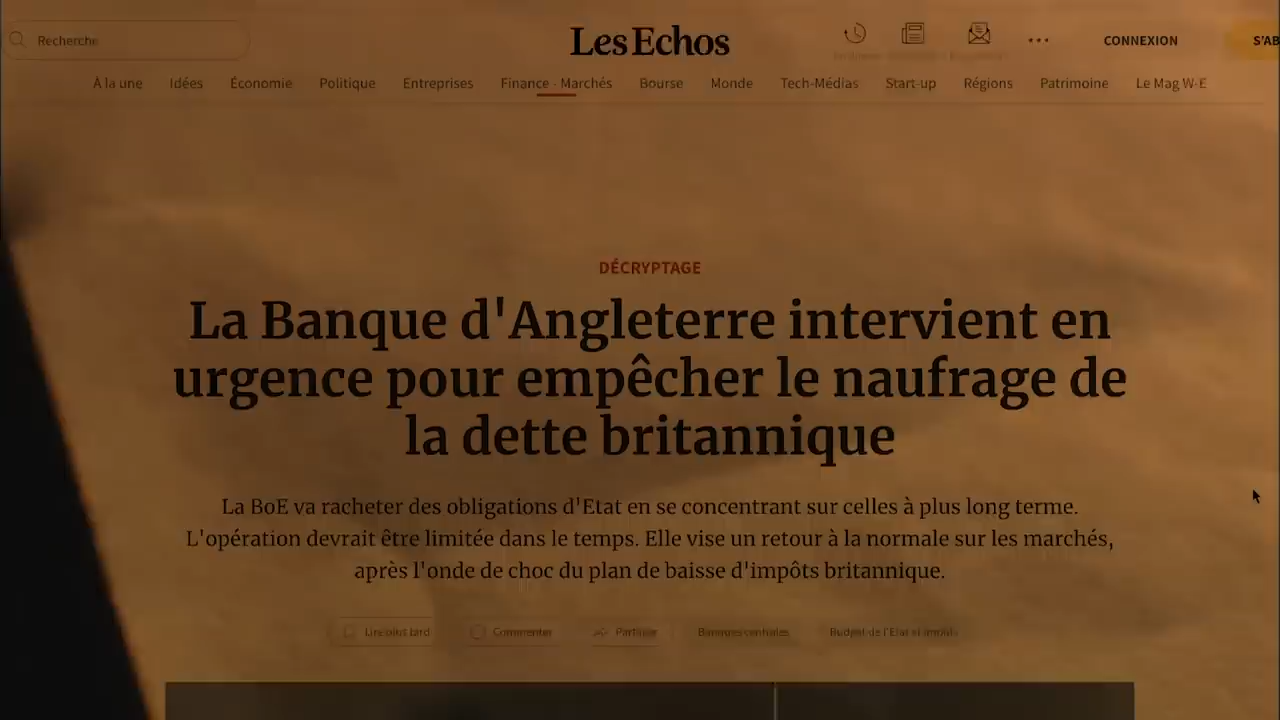 Recherche
Les Echos
CONNEXION
S'AB
À la une Idées Économie Politique Entreprises Finance - Marchés Bourse Monde Tech-Médias Start-up Régions Patrimoine Le Mag W-E
DÉCRYPTAGE
La Banque d'Angleterre intervient en
urgence pour empêcher le naufrage de
la dette britannique
La BoE va racheter des obligations d'Etat en se concentrant sur celles à plus long terme.
L'opération devrait être limitée dans le temps. Elle vise un retour à la normale sur les marchés,
après l'onde de choc du plan de baisse d'impôts britannique.
Lire plus tard Commenter Partager Banques centrales Budget de l'Etat et impôts